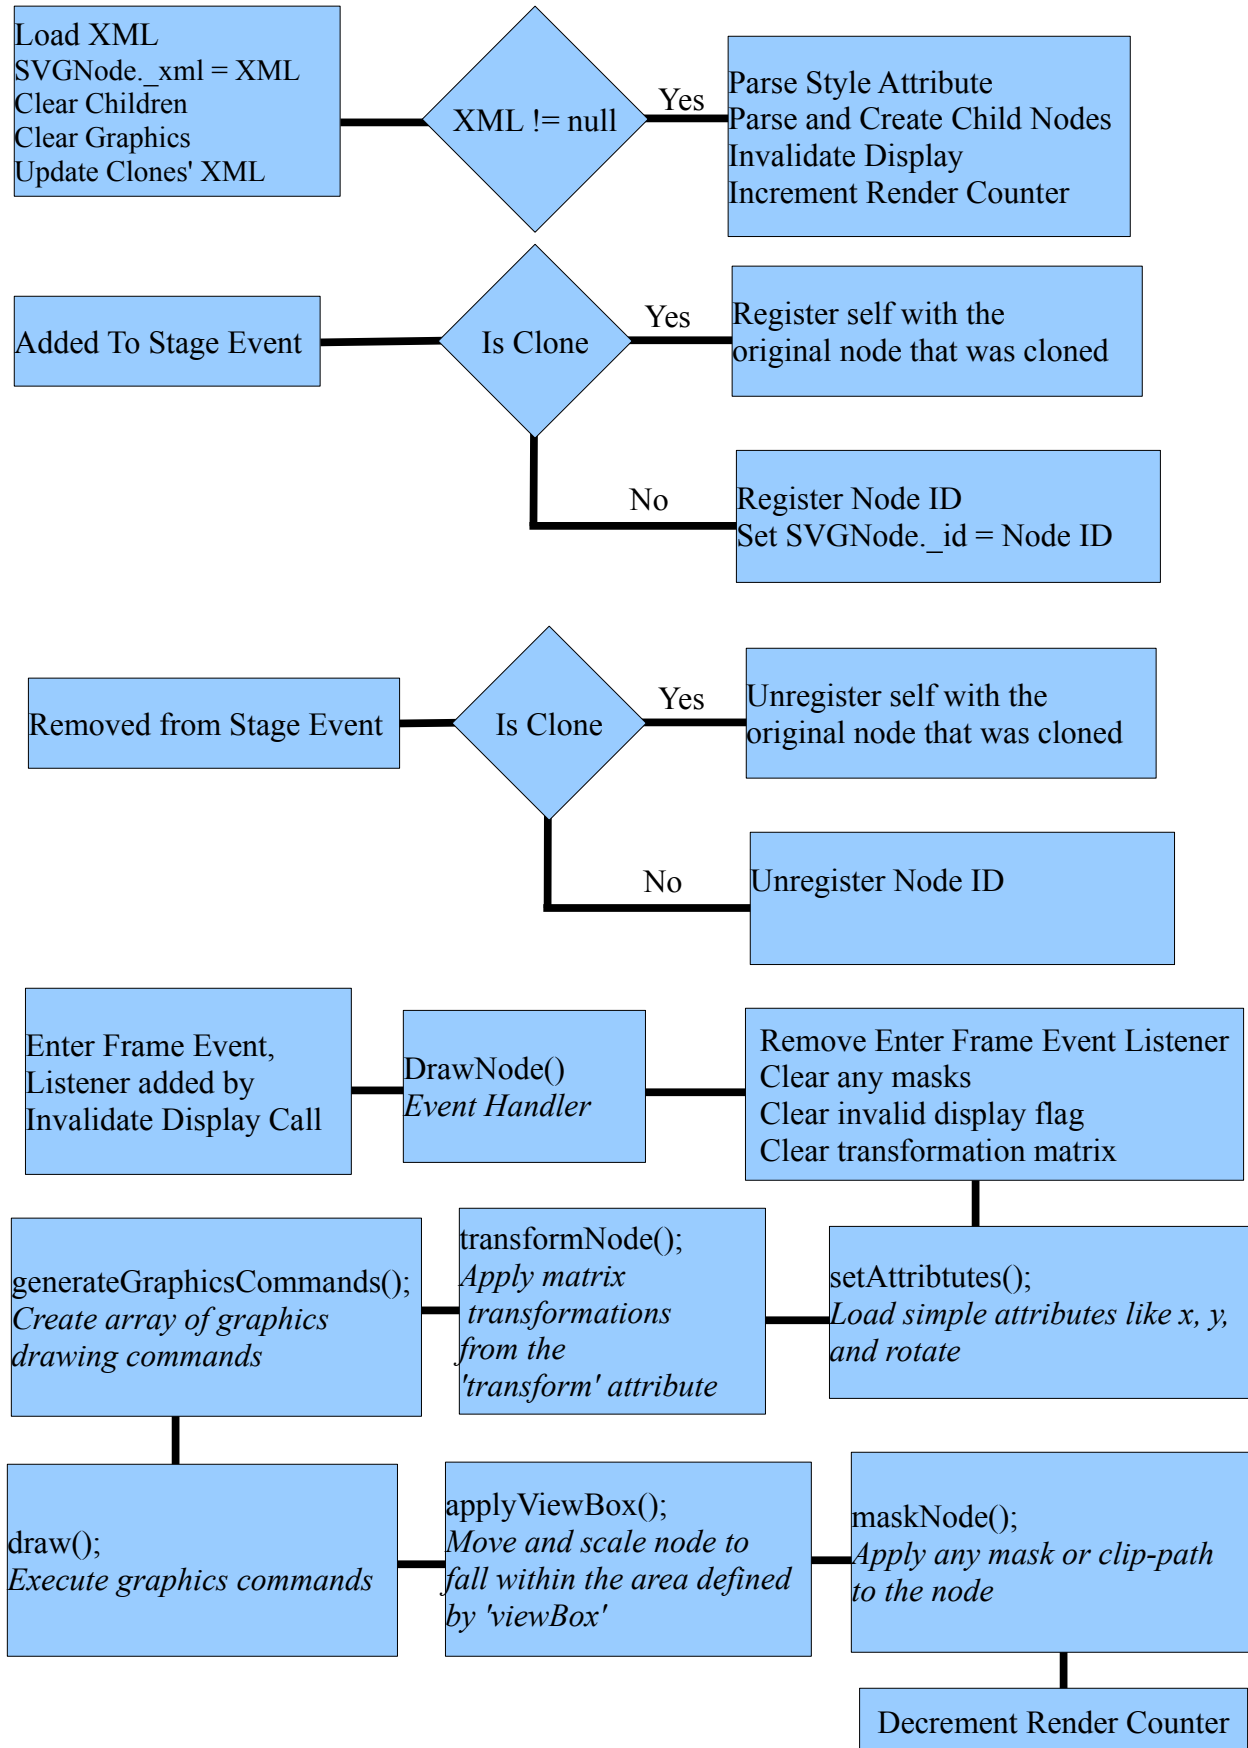 Load XML
SVGNode._xml = XML
Clear Children
Clear Graphics
Update Clones' XML
XML != null
Yes
Parse Style Attribute
Parse and Create Child Nodes
Invalidate Display
Increment Render Counter
Added To Stage Event
Is Clone
Yes
Register self with the
original node that was cloned
No
Register Node ID
Set SVGNode._id = Node ID
Removed from Stage Event
Is Clone
Yes
Unregister self with the
original node that was cloned
No
Unregister Node ID
Enter Frame Event,
Listener added by
Invalidate Display Call
DrawNode()
Event Handler
Remove Enter Frame Event Listener
Clear any masks
Clear invalid display flag
Clear transformation matrix
setAttribtutes();
Load simple attributes like x, y,
and rotate
transformNode();
Apply matrix
transformations
from the
'transform' attribute
generateGraphicsCommands();
Create array of graphics
drawing commands
draw();
Execute graphics commands
applyViewBox();
Move and scale node to
fall within the area defined
by 'viewBox'
maskNode();
Apply any mask or clip-path
to the node
Decrement Render Counter